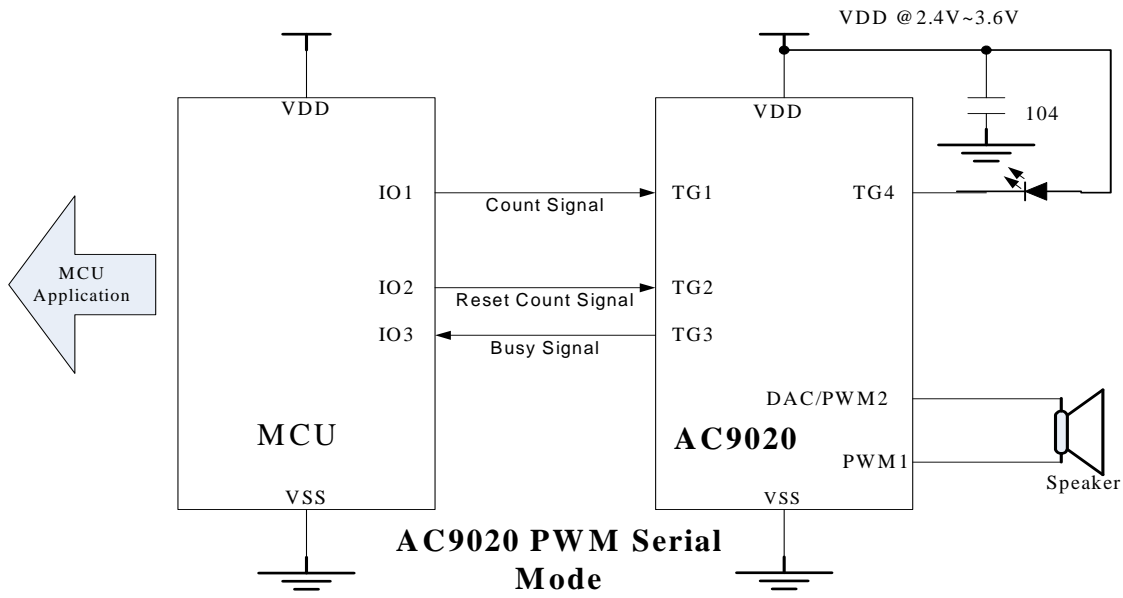 VDD @2.4V~3.6V
VDD
VDD
104
IO1
Count Signal
TG1
TG4
MCU
Application
IO2
Reset Count Signal
TG2
IO3
Busy Signal
TG3
DAC/PWM2
MCU
AC9020
PWM1
Speaker
VSS
VSS
AC9020 PWM Serial
Mode